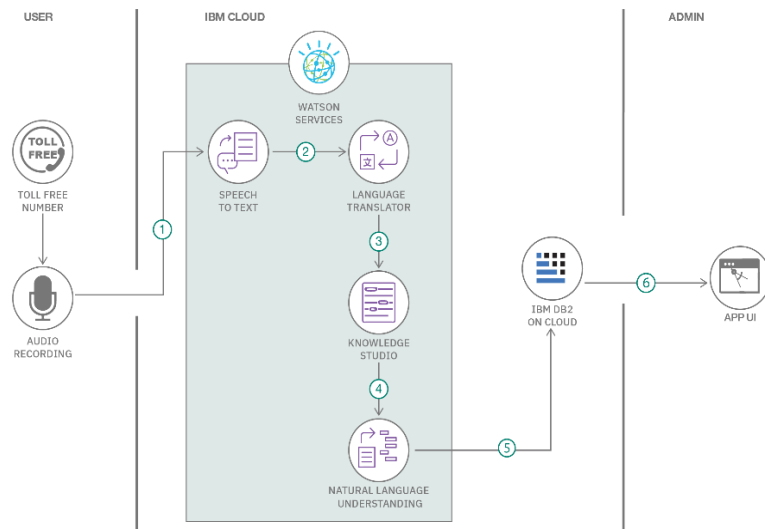 USER
IBM CLOUD
ADMIN
WATSON
SERVICES
TOLL
FREE
TOLL FREE
NUMBER
1
SPEECH
TO TEXT
2
A
文
LANGUAGE
TRANSLATOR
3
AUDIO
RECORDING
KNOWLEDGE
STUDIO
4
NATURAL LANGUAGE
UNDERSTANDING
5
IBM DB2
ON CLOUD
6
APP UI